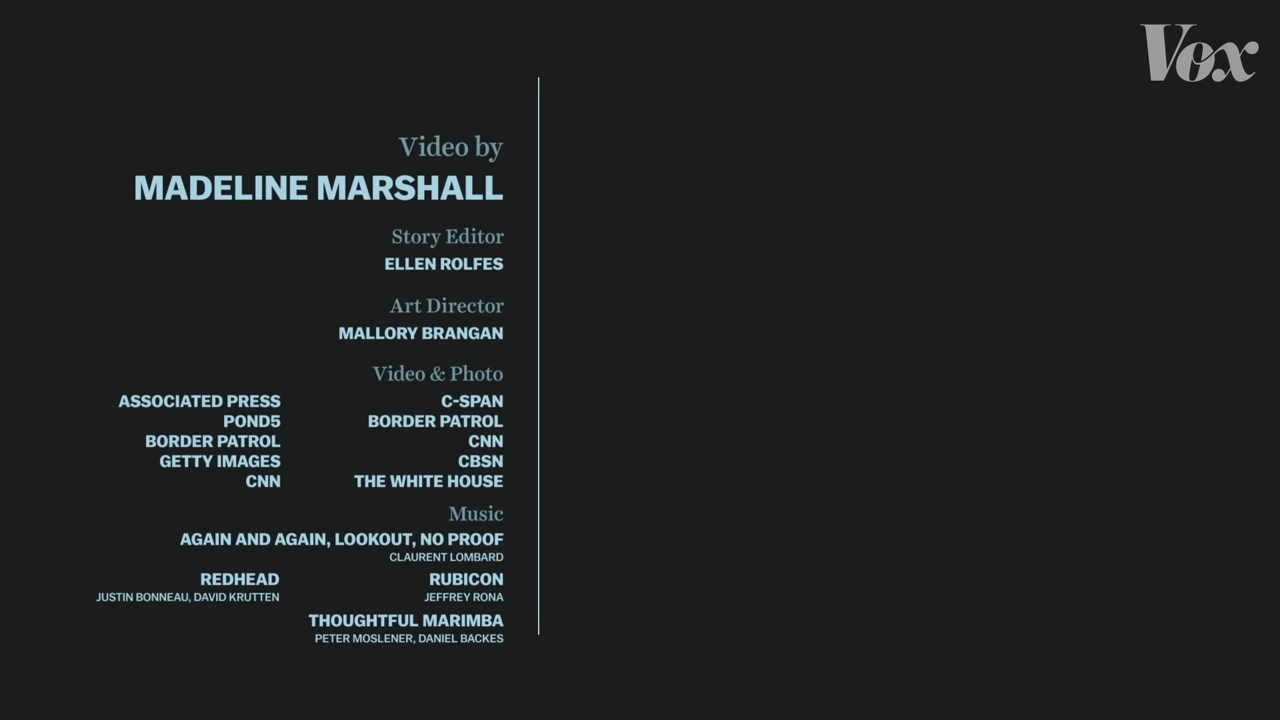 Vox
Video by
MADELINE MARSHALL
Story Editor
ELLEN ROLFES
Art Director
MALLORY BRANGAN
Video & Photo
ASSOCIATED PRESS C-SPAN
POND5 BORDER PATROL
BORDER PATROL CNN
GETTY IMAGES CBSN
CNN THE WHITE HOUSE
Music
AGAIN AND AGAIN, LOOKOUT, NO PROOF
CLAURENT LOMBARD
REDHEAD RUBICON
JUSTIN BONNEAU, DAVID KRUTTEN JEFFREY RONA
THOUGHTFUL MARIMBA
PETER MOSLENER, DANIEL BACKES